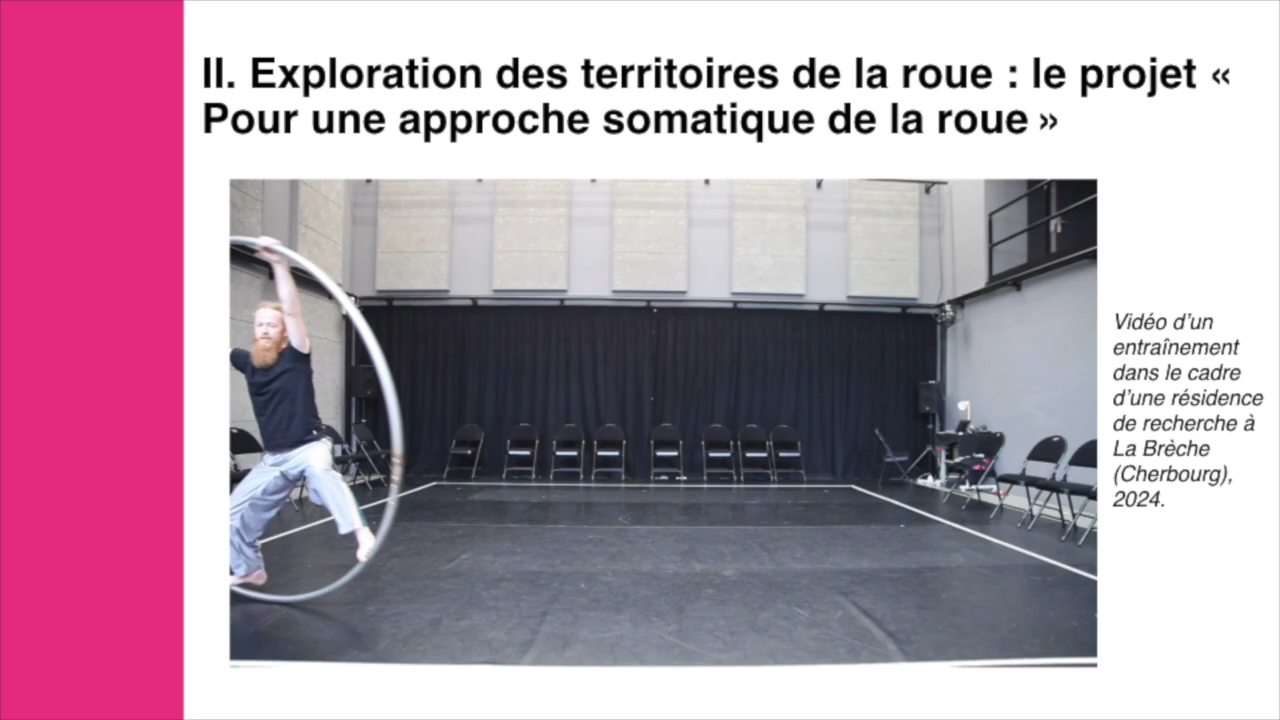 II. Exploration des territoires de la roue : le projet «
Pour une approche somatique de la roue »
Vidéo d’un
entraînement
dans le cadre
d’une résidence
de recherche à
La Brèche
(Cherbourg),
2024.